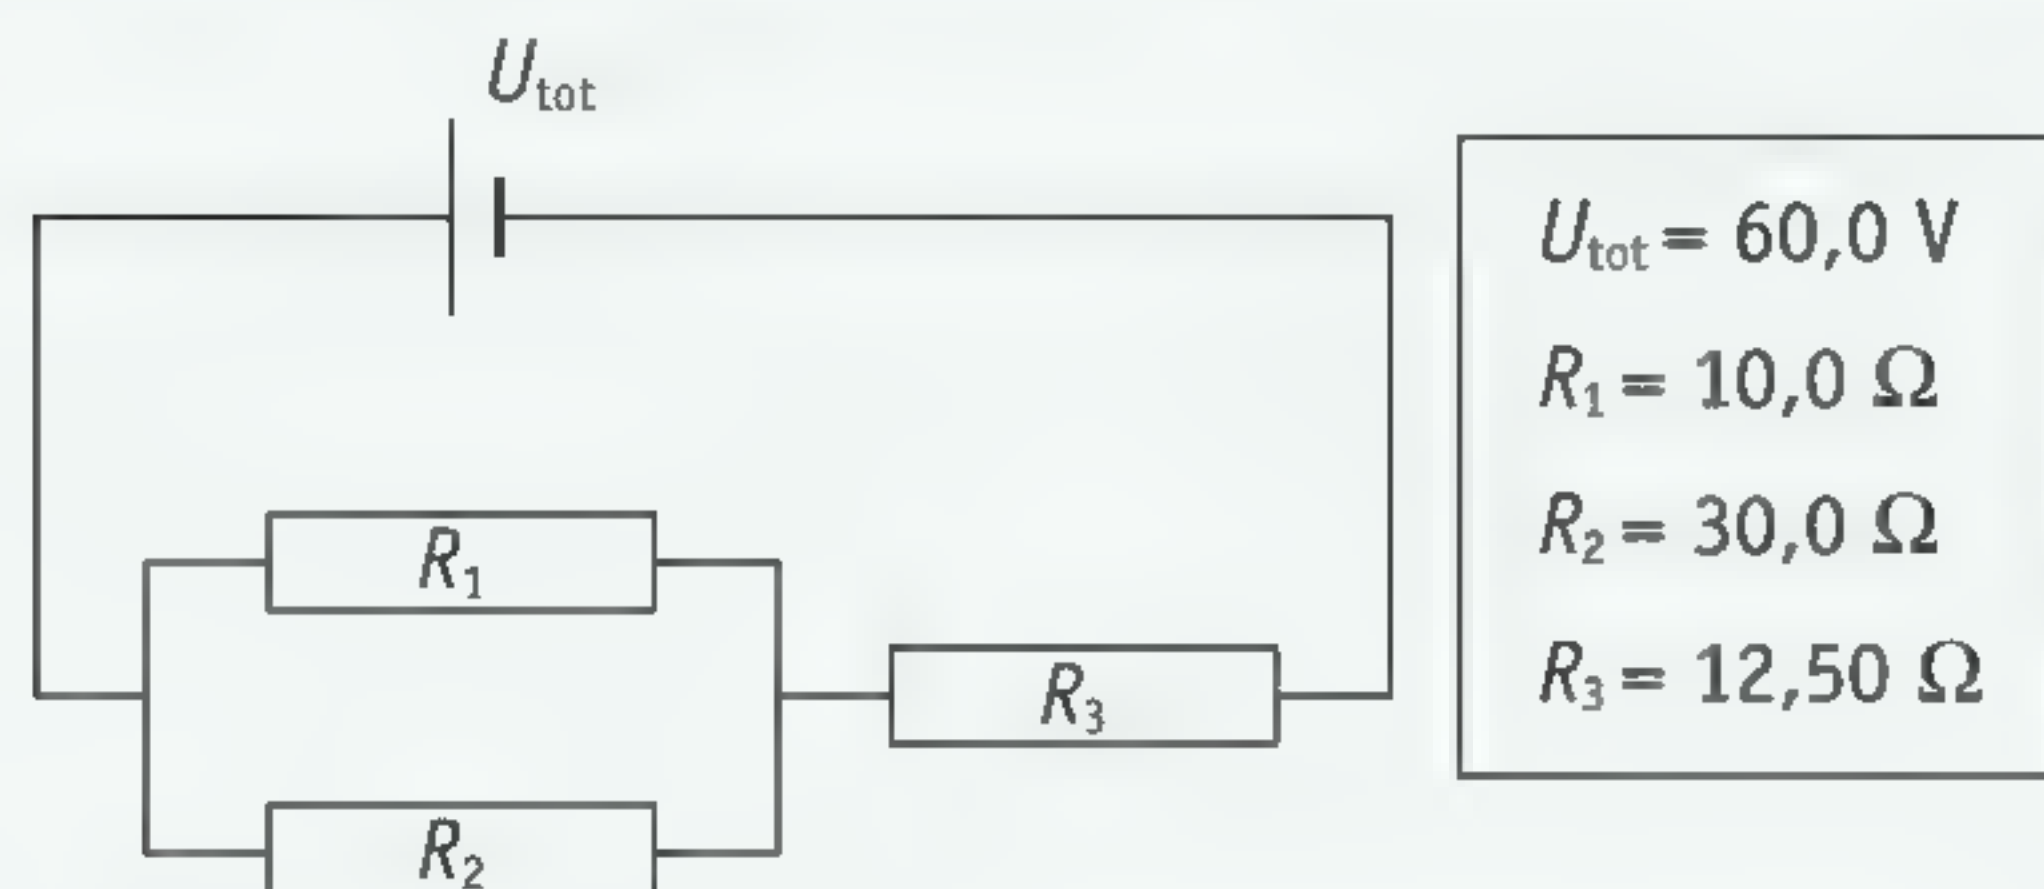 U_tot
U_tot = 60,0 V
R_1 = 10,0 Ω
R_2 = 30,0 Ω
R_3 = 12,50 Ω
R_1
R_3
R_2